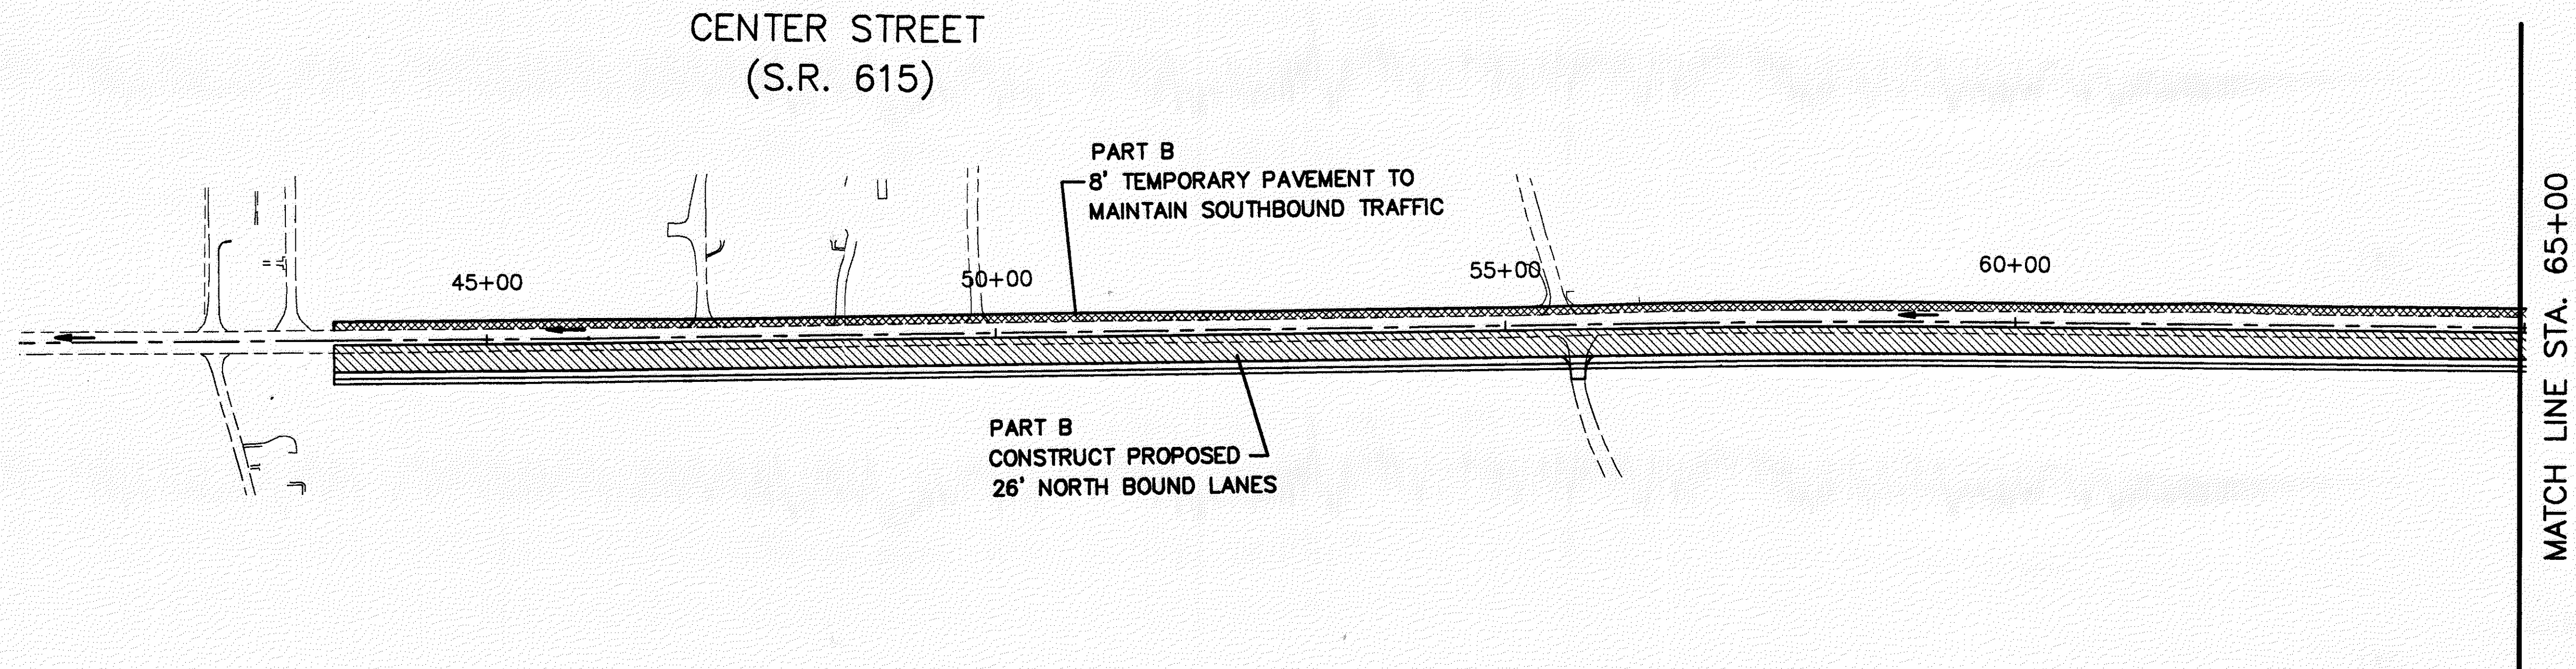 CENTER STREET
(S.R. 615)
PART B
8' TEMPORARY PAVEMENT TO
MAINTAIN SOUTHBOUND TRAFFIC
45+00
50+00
55+00
60+00
PART B
CONSTRUCT PROPOSED
26' NORTH BOUND LANES
MATCH LINE STA. 65+00